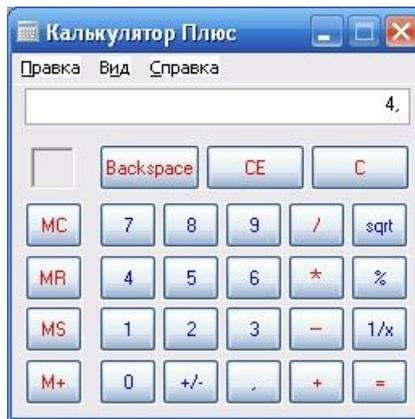 Калькулятор Плюс
Правка Вид Справка
4,
Backspace CE C
MC 7 8 9 / sqrt
MR 4 5 6 * %
MS 1 2 3 - 1/x
M+ 0 +/- , + =